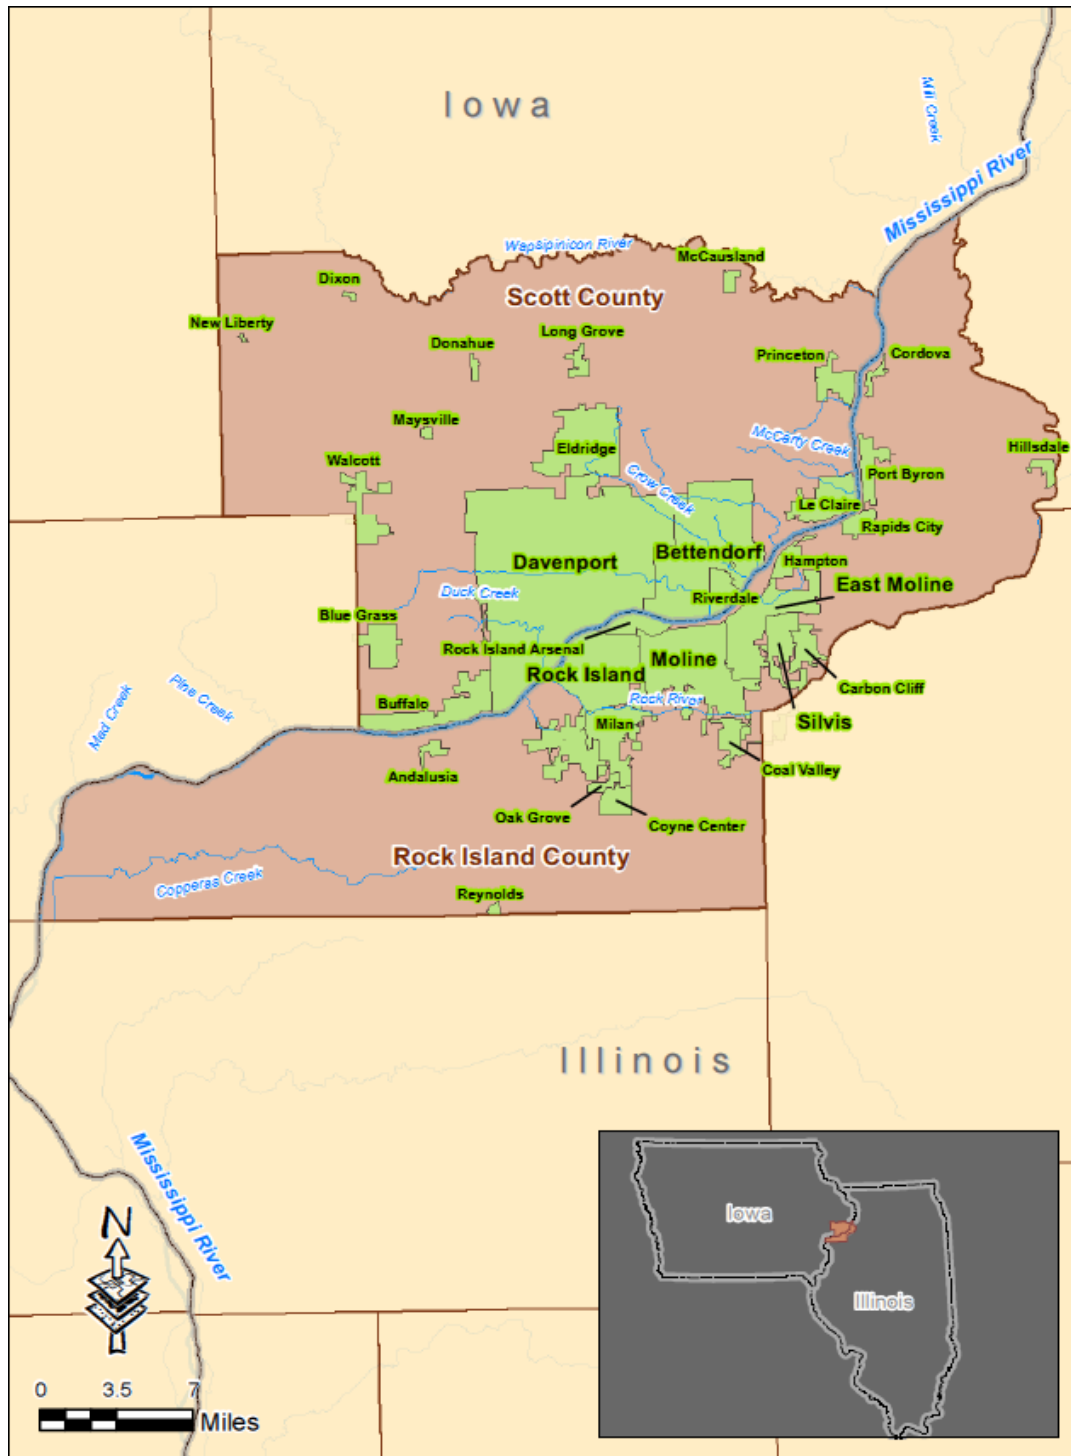 Iowa
Mill Creek
Mississippi River
Wapsipinicon River
McCausland
Dixon
Scott County
New Liberty
Donahue
Long Grove
Princeton
Cordova
Maysville
McCarty Creek
Eldridge
Hillsdale
Walcott
Crow Creek
Port Byron
Le Claire
Rapids City
Davenport
Bettendorf
Hampton
East Moline
Duck Creek
Riverdale
Blue Grass
Rock Island Arsenal
Moline
Rock Island
Carbon Cliff
Pine Creek
Mad Creek
Buffalo
Rock River
Silvis
Milan
Andalusia
Coal Valley
Oak Grove
Coyne Center
Rock Island County
Copperas Creek
Reynolds
Illinois
Mississippi River
Iowa
Illinois
N
0 3.5 7
Miles